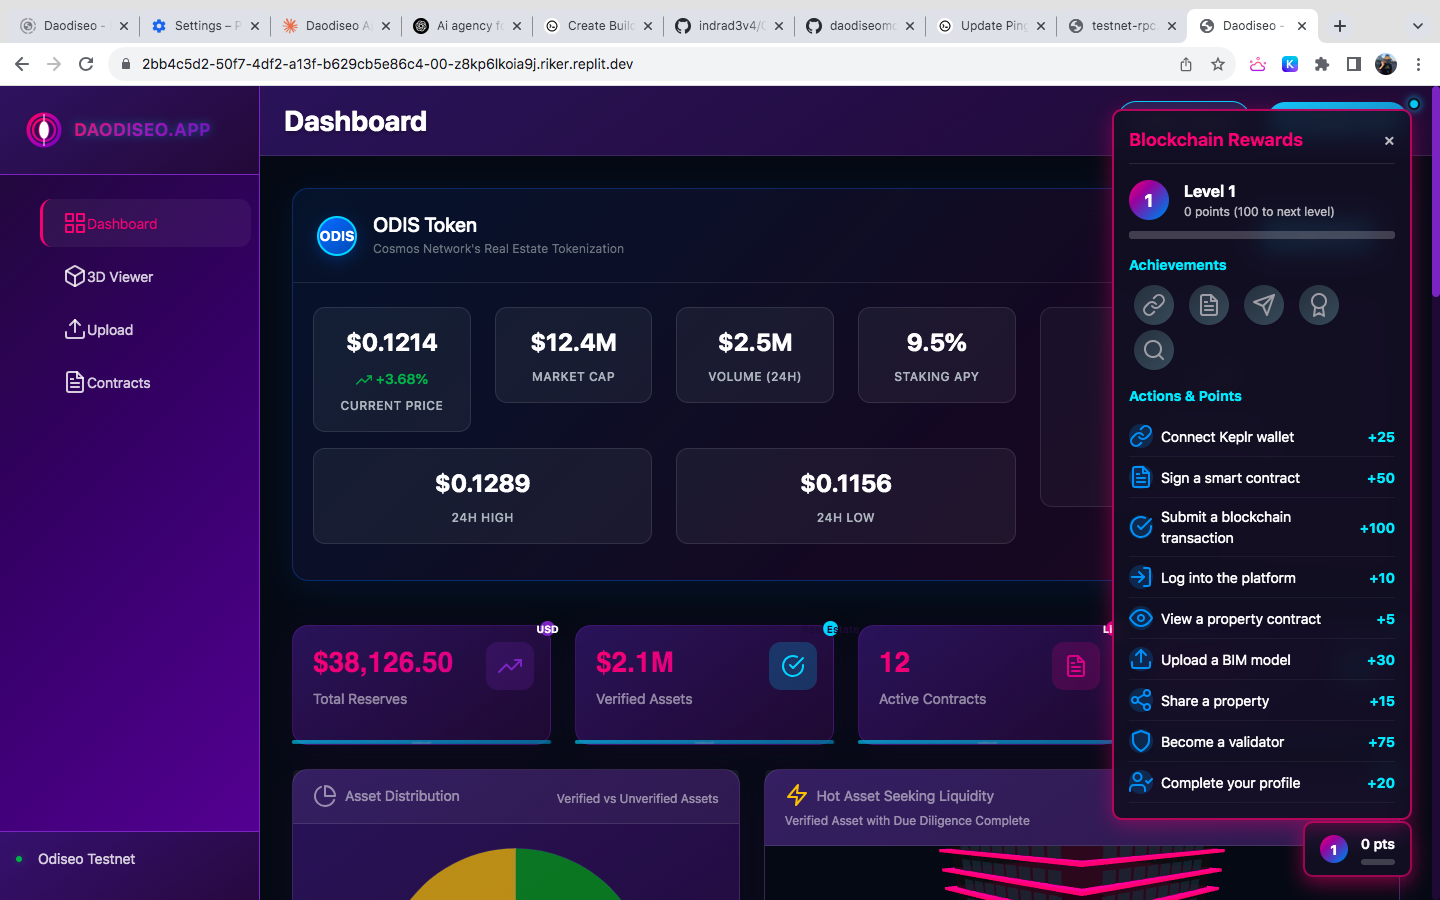 Daodiseo -
Settings – P
Daodiseo A
Ai agency fo
Create Build
indrad3v4/
daodiseomo
Update Ping
testnet-rpc.
Daodiseo -
2bb4c5d2-50f7-4df2-a13f-b629cb5e86c4-00-z8kp6lkoia9j.riker.replit.dev
DAODISEO.APP
Dashboard
3D Viewer
Upload
Contracts
Odiseo Testnet
Dashboard
ODIS
ODIS Token
Cosmos Network's Real Estate Tokenization
$0.1214
+3.68%
CURRENT PRICE
$12.4M
MARKET CAP
$2.5M
VOLUME (24H)
9.5%
STAKING APY
$0.1289
24H HIGH
$0.1156
24H LOW
USD
$38,126.50
Total Reserves
Estate
$2.1M
Verified Assets
Li
12
Active Contracts
Asset Distribution
Verified vs Unverified Assets
Hot Asset Seeking Liquidity
Verified Asset with Due Diligence Complete
Blockchain Rewards
×
1
Level 1
0 points (100 to next level)
Achievements
Actions & Points
Connect Keplr wallet +25
Sign a smart contract +50
Submit a blockchain
transaction +100
Log into the platform +10
View a property contract +5
Upload a BIM model +30
Share a property +15
Become a validator +75
Complete your profile +20
1
0 pts